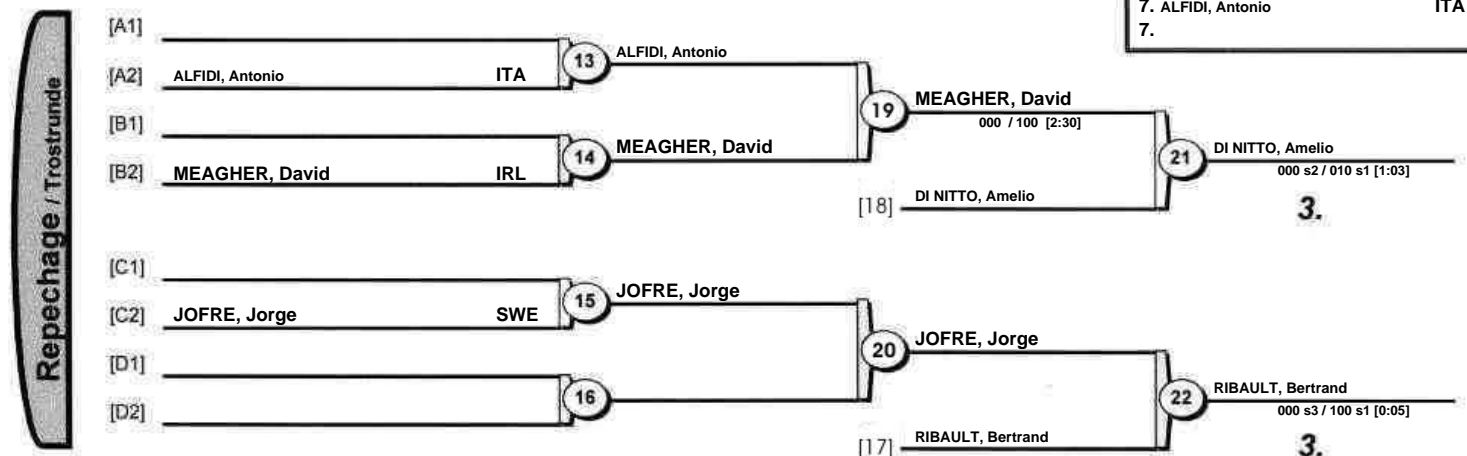 7. ALFIDI, Antonio ITA
7.
Repechage / Trostrunde
[A1]
13 ALFIDI, Antonio
[A2] ALFIDI, Antonio ITA
19 MEAGHER, David
000 / 100 [2:30]
[B1]
14 MEAGHER, David
[B2] MEAGHER, David IRL
21 DI NITTO, Amelio
000 s2 / 010 s1 [1:03]
[18] DI NITTO, Amelio
3.
[C1]
15 JOFRE, Jorge
[C2] JOFRE, Jorge SWE
20 JOFRE, Jorge
[D1]
16
[D2]
22 RIBAULT, Bertrand
000 s3 / 100 s1 [0:05]
[17] RIBAULT, Bertrand
3.